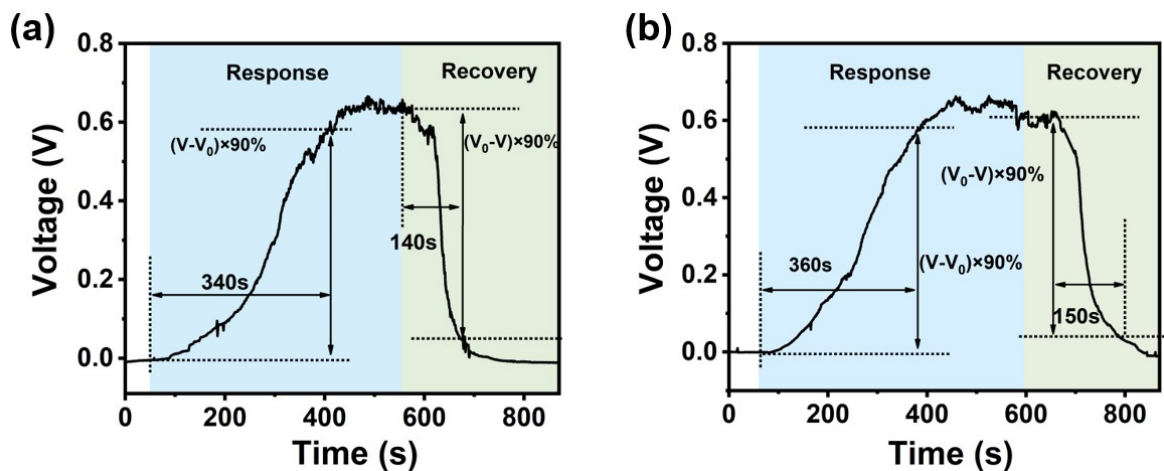 (a)
0.8
0.6
0.4
0.2
0.0
Voltage (V)
Response
Recovery
(V-V₀)×90%
(V₀-V)×90%
140s
340s
0
200
400
600
800
Time (s)
(b)
0.8
0.6
0.4
0.2
0.0
Voltage (V)
Response
Recovery
(V₀-V)×90%
(V-V₀)×90%
360s
150s
0
200
400
600
800
Time (s)